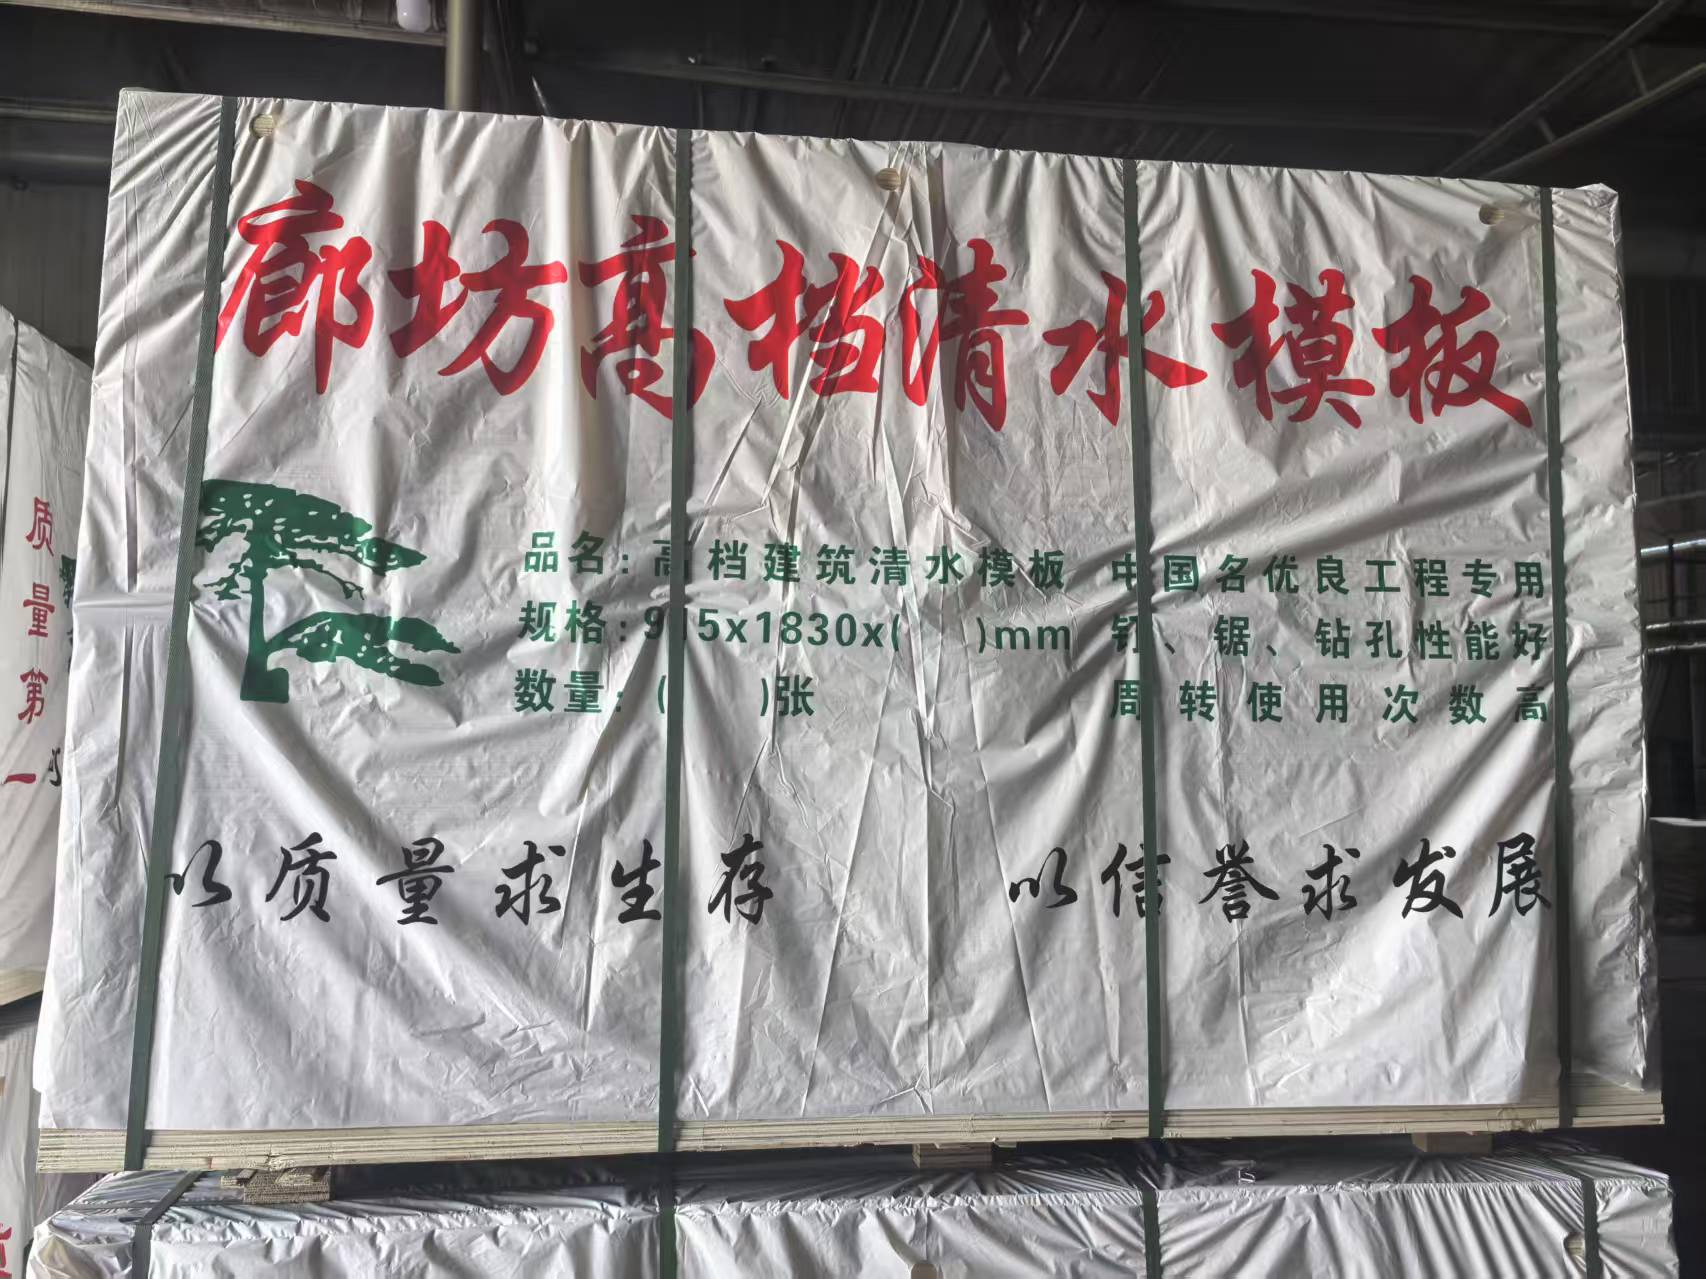 廊坊高档清水模板
品名:高档建筑清水模板
规格:915x1830x( )mm
数量:( )张
中国名优良工程专用
钉、锯、钻孔性能好
周转使用次数高
以质量求生存 以信誉求发展
质量第一